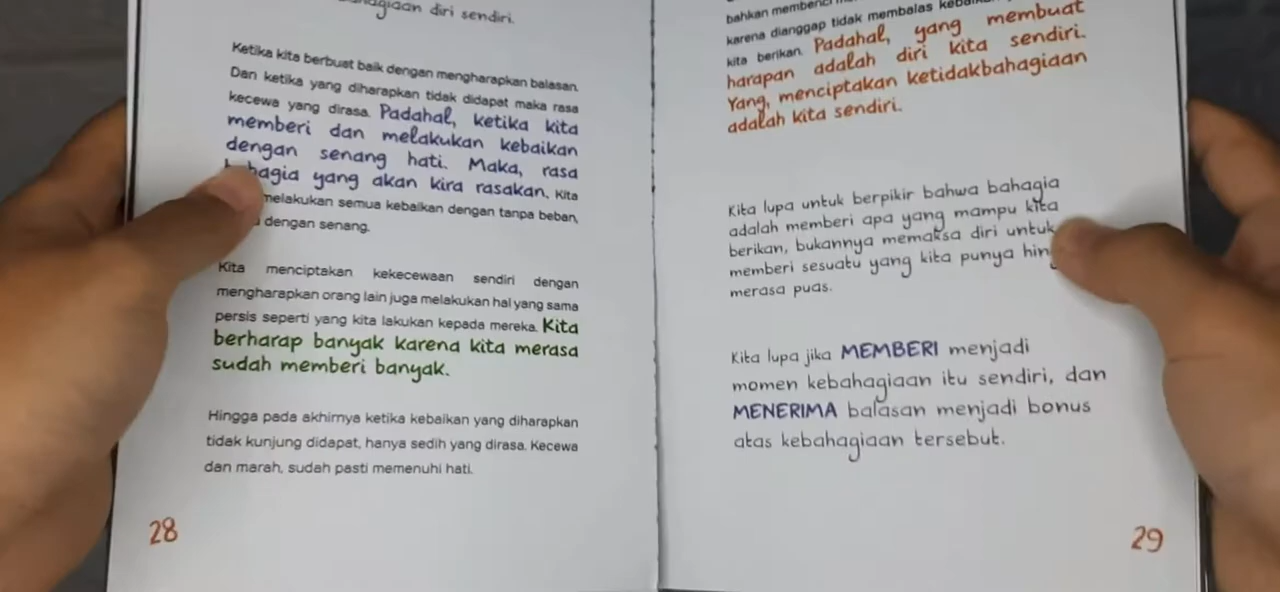 diri sendiri.
Ketika kita berbuat baik dengan mengharapkan balasan.
Dan ketika yang diharapkan tidak didapat maka rasa
kecewa yang dirasa. Padahal, ketika kita
memberi dan melakukan kebaikan
dengan senang hati. Maka, rasa
yang akan kira rasakan. Kita
melakukan semua kebaikan dengan tanpa beban,
dengan senang.
Kita menciptakan kekecewaan sendiri dengan
mengharapkan orang lain juga melakukan hal yang sama
persis seperti yang kita lakukan kepada mereka. Kita
berharap banyak karena kita merasa
sudah memberi banyak.
Hingga pada akhirnya ketika kebaikan yang diharapkan
tidak kunjung didapat, hanya sedih yang dirasa. Kecewa
dan marah, sudah pasti memenuhi hati.
28
bahkan
karena dianggap tidak membalas
kita berikan. Padahal, yang membuat
harapan adalah diri kita sendiri.
Yang, menciptakan ketidakbahagiaan
adalah kita sendiri.
Kita lupa untuk berpikir bahwa bahagia
adalah memberi apa yang mampu kita
berikan, bukannya memaksa diri untuk
memberi sesuatu yang kita punya
merasa puas.
Kita lupa jika MEMBERI menjadi
momen kebahagiaan itu sendiri, dan
MENERIMA balasan menjadi bonus
atas kebahagiaan tersebut.
29